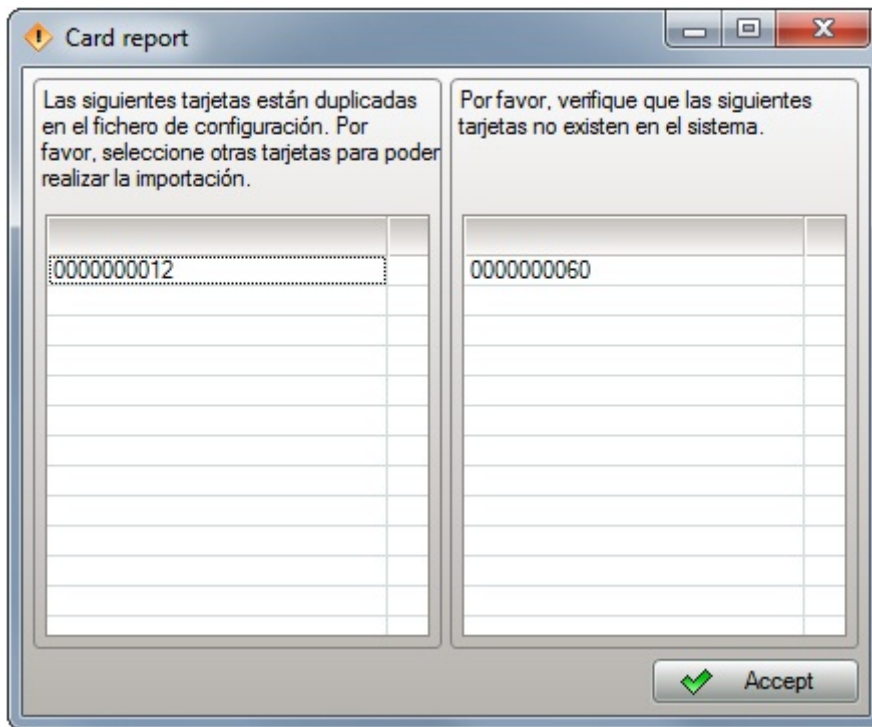 Card report
Las siguientes tarjetas están duplicadas
en el fichero de configuración. Por
favor, seleccione otras tarjetas para poder
realizar la importación.
0000000012
Por favor, verifique que las siguientes
tarjetas no existen en el sistema.
0000000060
Accept